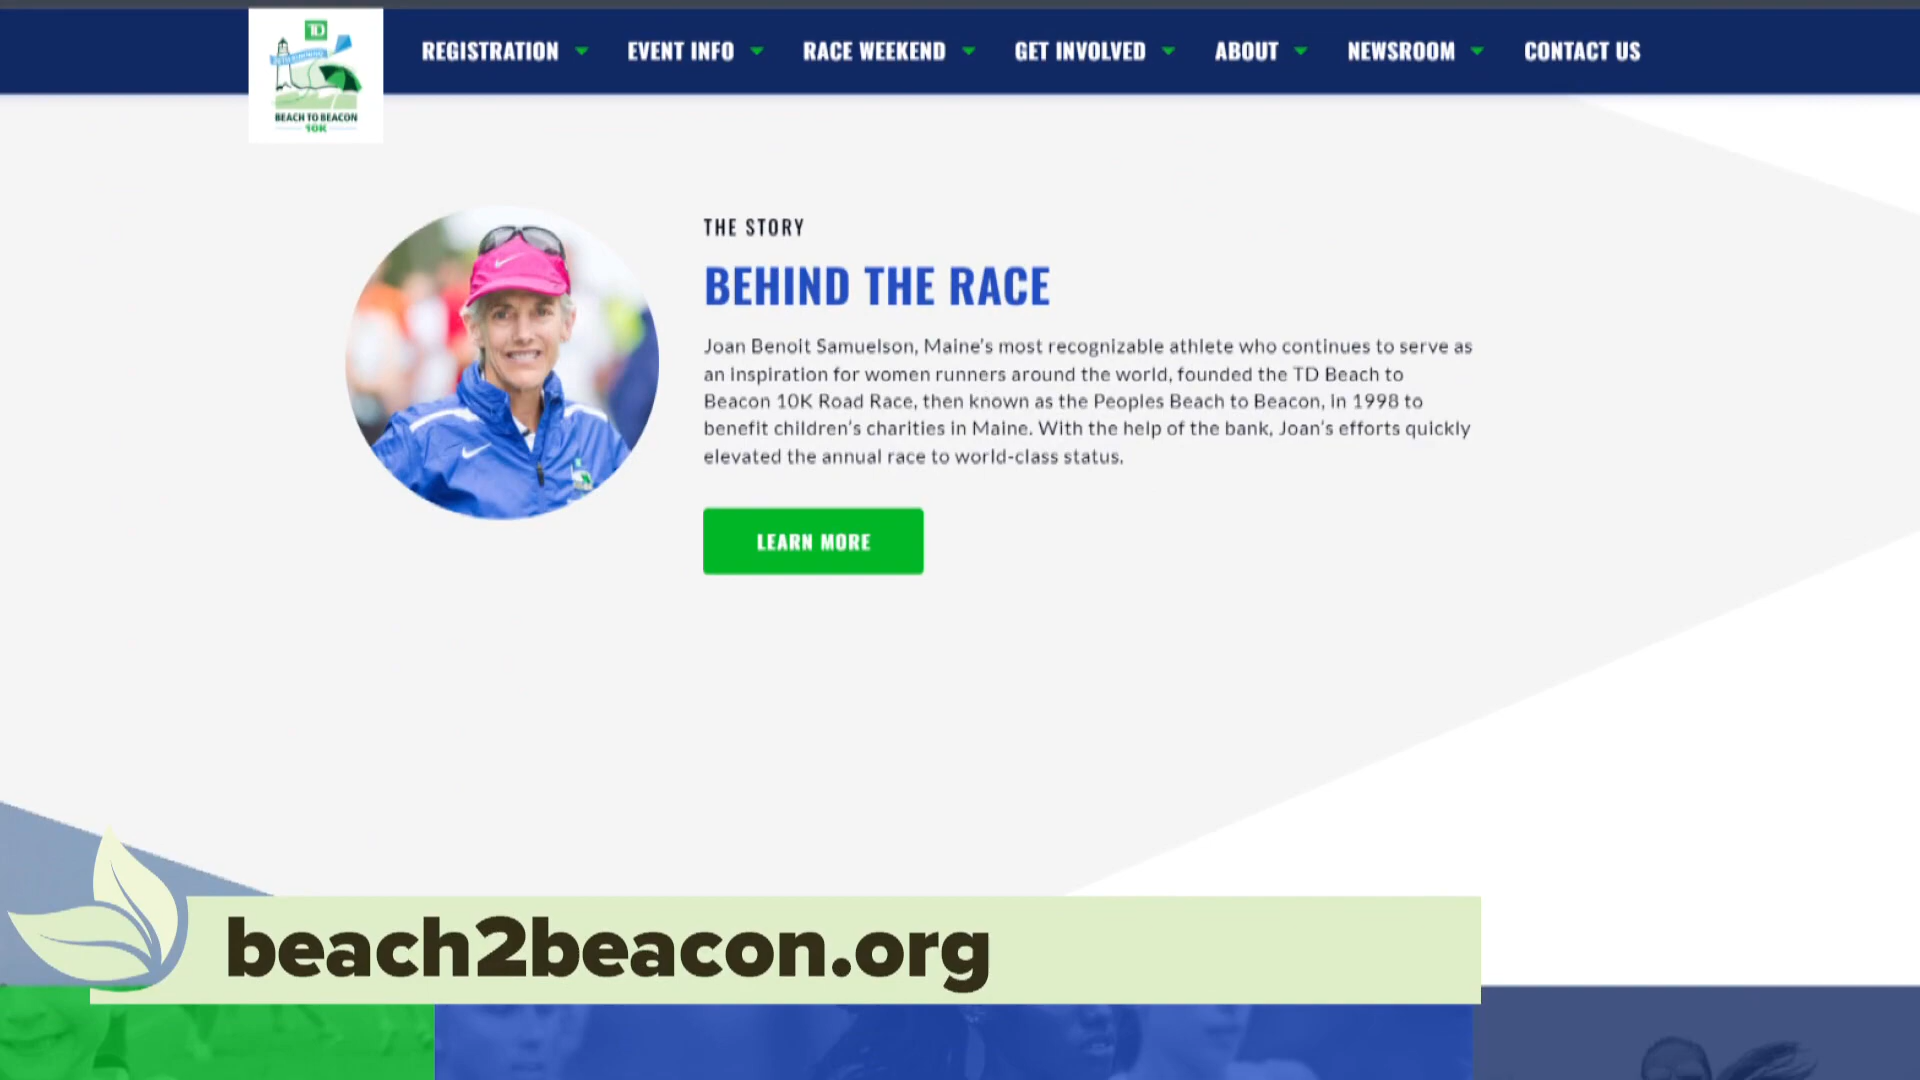 TD
BEACH TO BEACON
10K
REGISTRATION
EVENT INFO
RACE WEEKEND
GET INVOLVED
ABOUT
NEWSROOM
CONTACT US
THE STORY
BEHIND THE RACE
Joan Benoit Samuelson, Maine's most recognizable athlete who continues to serve as
an inspiration for women runners around the world, founded the TD Beach to
Beacon 10K Road Race, then known as the Peoples Beach to Beacon, in 1998 to
benefit children's charities in Maine. With the help of the bank, Joan's efforts quickly
elevated the annual race to world-class status.
LEARN MORE
beach2beacon.org